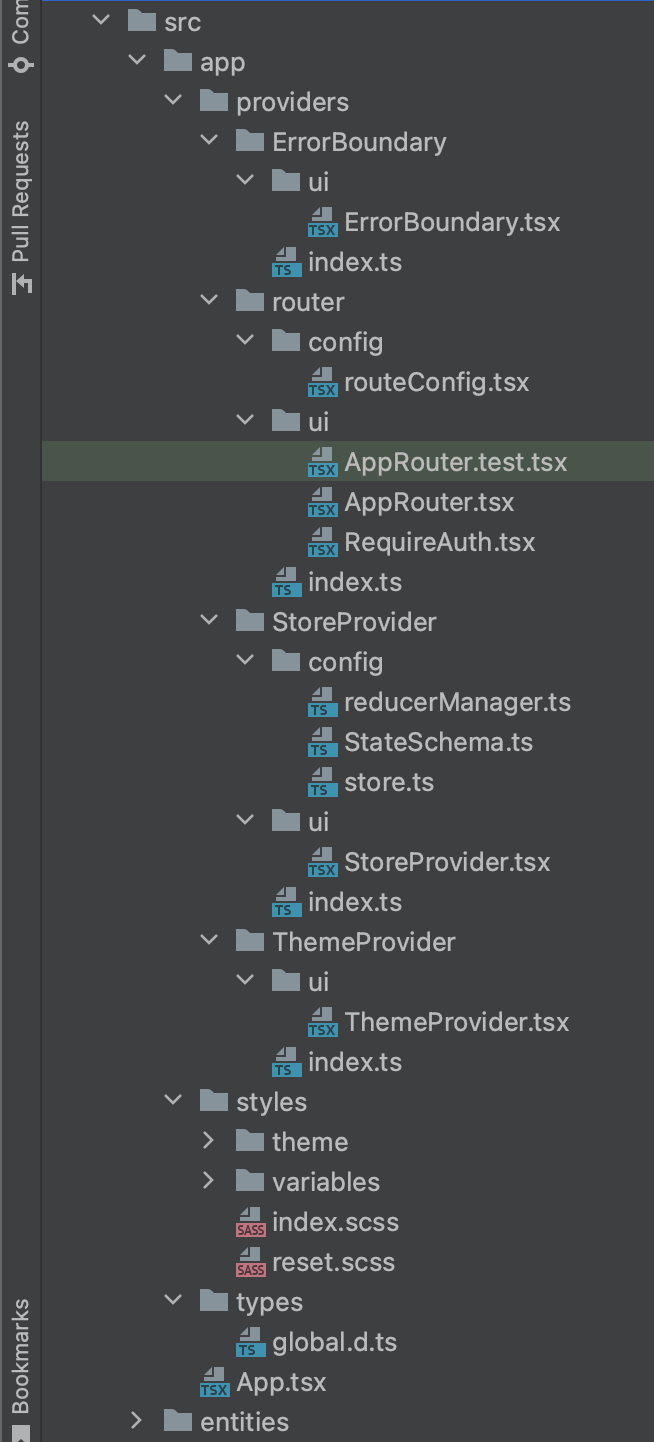 src
app
providers
ErrorBoundary
ui
TSX ErrorBoundary.tsx
TS index.ts
router
config
TSX routeConfig.tsx
ui
TSX AppRouter.test.tsx
TSX AppRouter.tsx
TSX RequireAuth.tsx
TS index.ts
StoreProvider
config
TS reducerManager.ts
TS StateSchema.ts
TS store.ts
ui
TSX StoreProvider.tsx
TS index.ts
ThemeProvider
ui
TSX ThemeProvider.tsx
TS index.ts
styles
theme
variables
SASS index.scss
SASS reset.scss
types
TS global.d.ts
TSX App.tsx
entities
Com
Pull Requests
Bookmarks